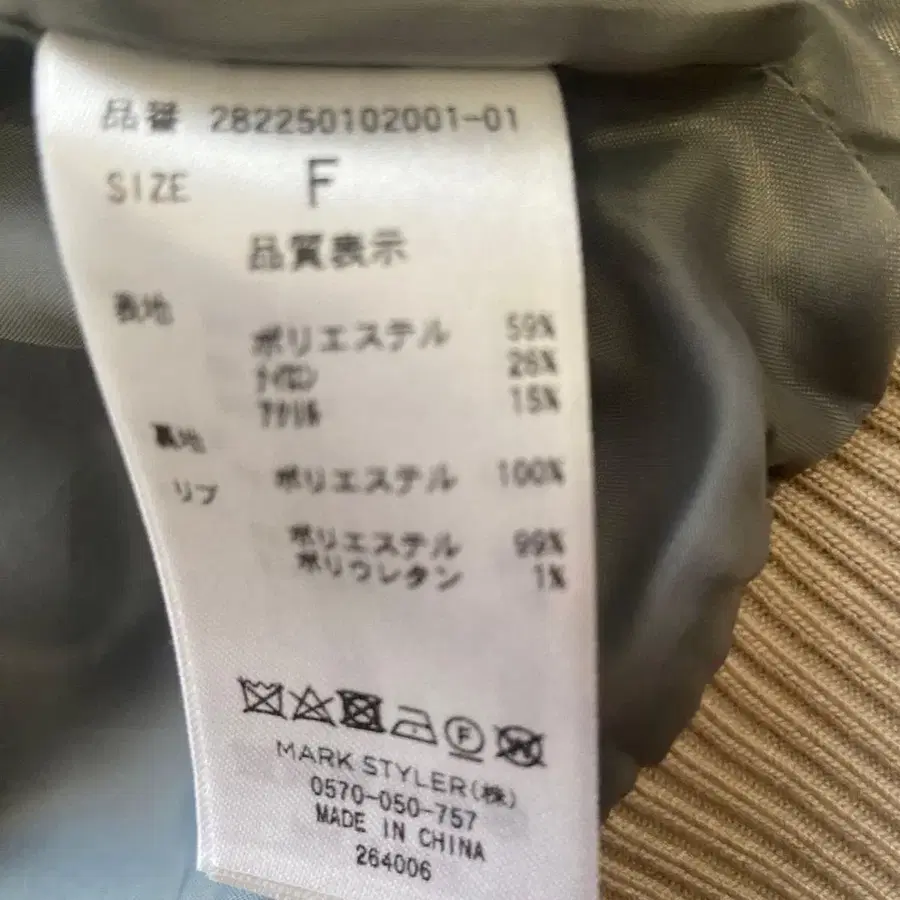 品番 282250102001-01
SIZE F
品質表示
表地
ポリエステル 59%
ナイロン 26%
アクリル 15%
裏地
ポリエステル 100%
リブ
ポリエステル 99%
ポリウレタン 1%
F
MARK STYLER(株)
0570-050-757
MADE IN CHINA
264006